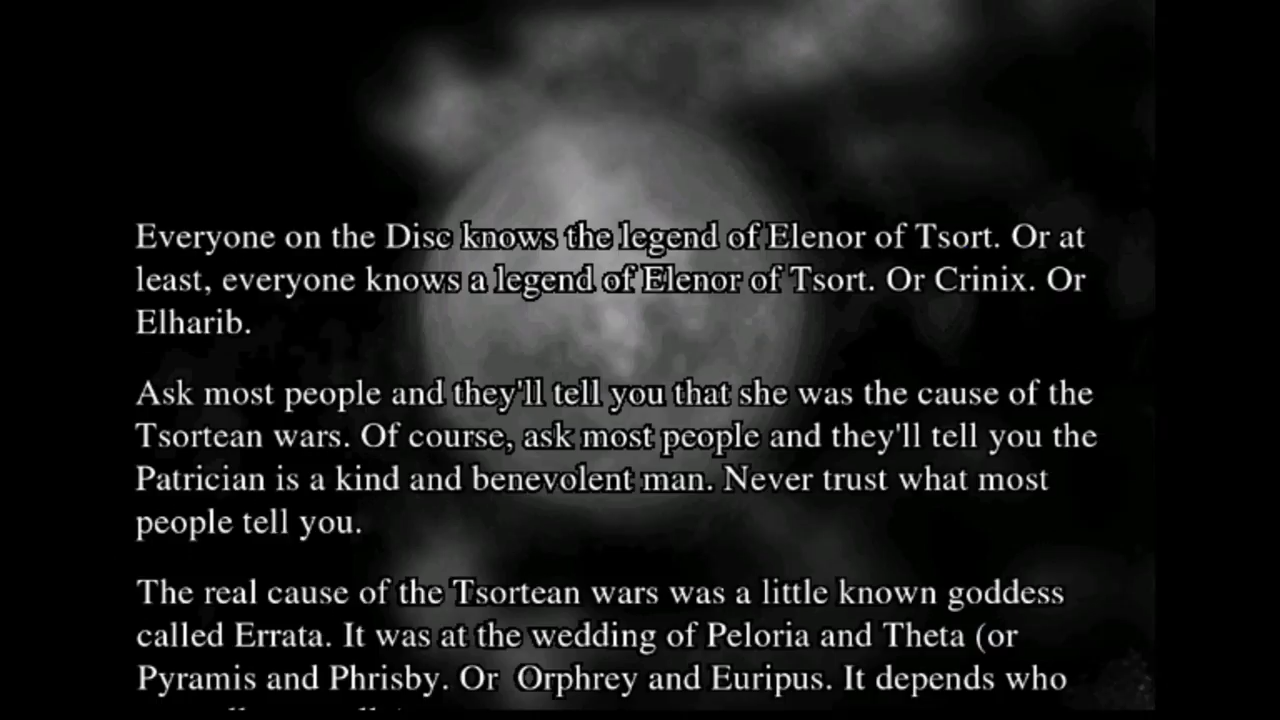 Everyone on the Disc knows the legend of Elenor of Tsort. Or at
least, everyone knows a legend of Elenor of Tsort. Or Crinix. Or
Elharib.
Ask most people and they'll tell you that she was the cause of the
Tsortean wars. Of course, ask most people and they'll tell you the
Patrician is a kind and benevolent man. Never trust what most
people tell you.
The real cause of the Tsortean wars was a little known goddess
called Errata. It was at the wedding of Peloria and Theta (or
Pyramis and Phrisby. Or  Orphrey and Euripus. It depends who